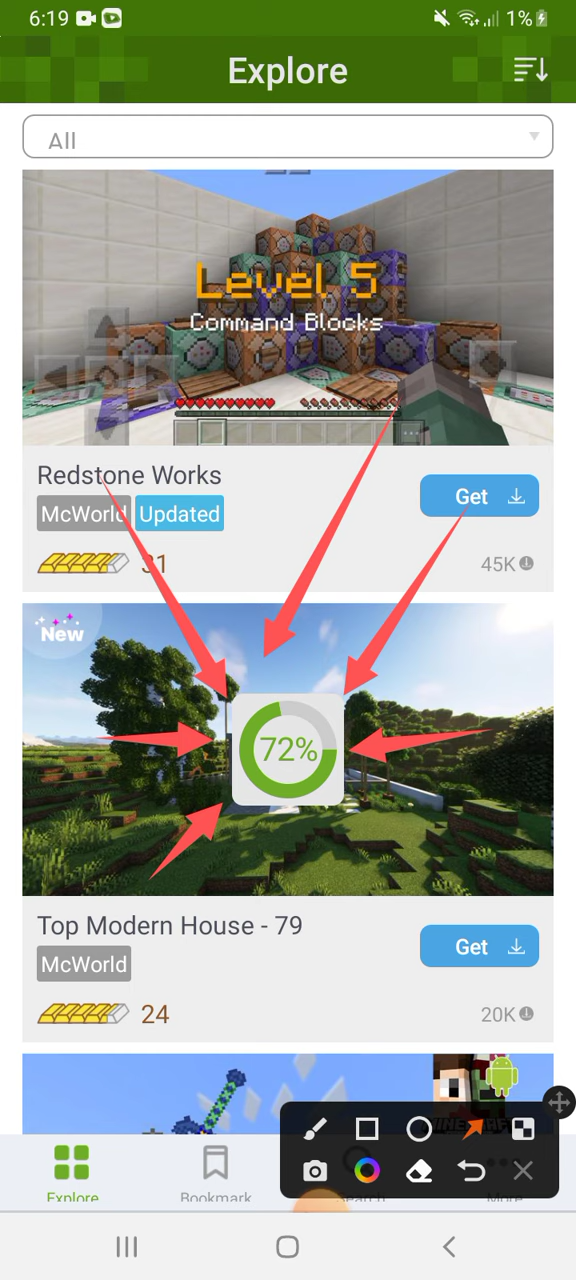 6:19
1%
Explore
All
Level 5
Command Blocks
Redstone Works
McWorld Updated
Get
31
45K
New
72%
Top Modern House - 79
McWorld
Get
24
20K
Explore
Bookmark
More